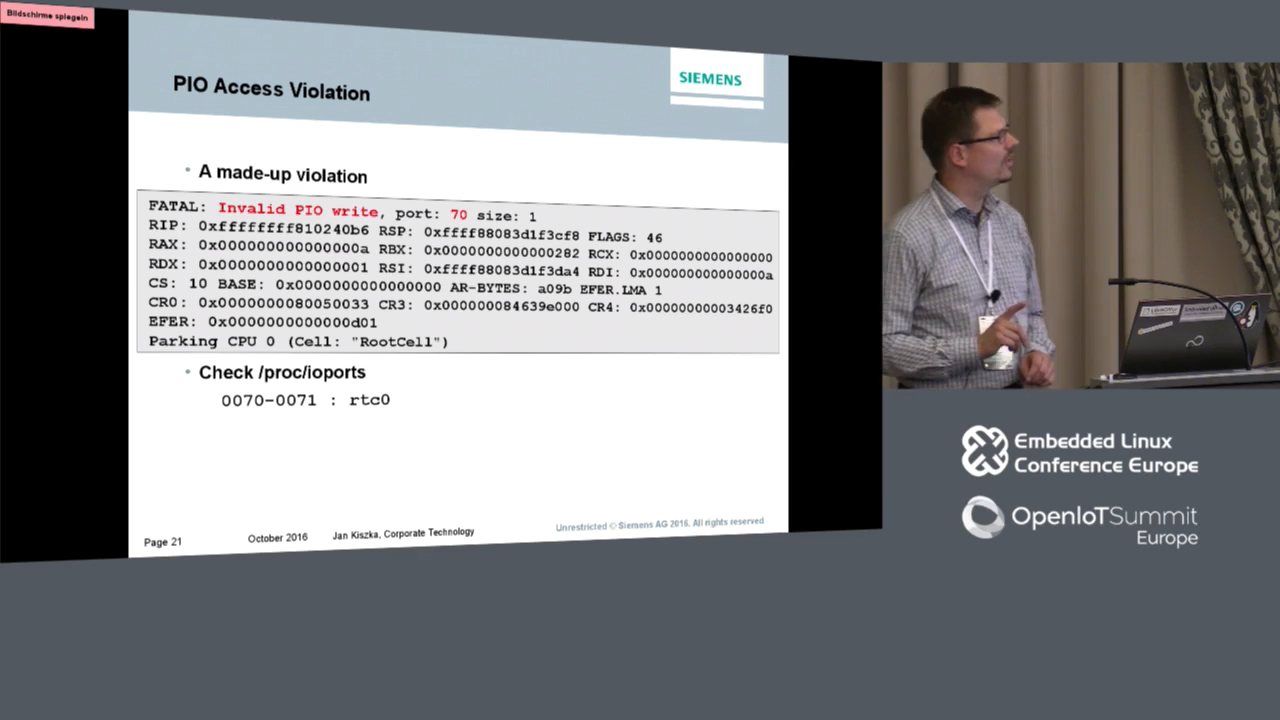 Bildschirme spiegeln
PIO Access Violation
SIEMENS
• A made-up violation
FATAL: Invalid PIO write, port: 70 size: 1
RIP: 0xffffffff810240b6 RSP: 0xffff88083d1f3cf8 FLAGS: 46
RAX: 0x000000000000000a RBX: 0x0000000000000282 RCX: 0x0000000000000000
RDX: 0x0000000000000001 RSI: 0xffff88083d1f3da4 RDI: 0x000000000000000a
CS: 10 BASE: 0x0000000000000000 AR-BYTES: a09b EFER.LMA 1
CR0: 0x0000000080050033 CR3: 0x000000084639e000 CR4: 0x00000000003426f0
EFER: 0x0000000000000d01
Parking CPU 0 (Cell: "RootCell")
• Check /proc/ioports
0070-0071 : rtc0
Page 21
October 2016
Jan Kiszka, Corporate Technology
Unrestricted © Siemens AG 2016. All rights reserved
Embedded Linux
Conference Europe
OpenIoTSummit
Europe